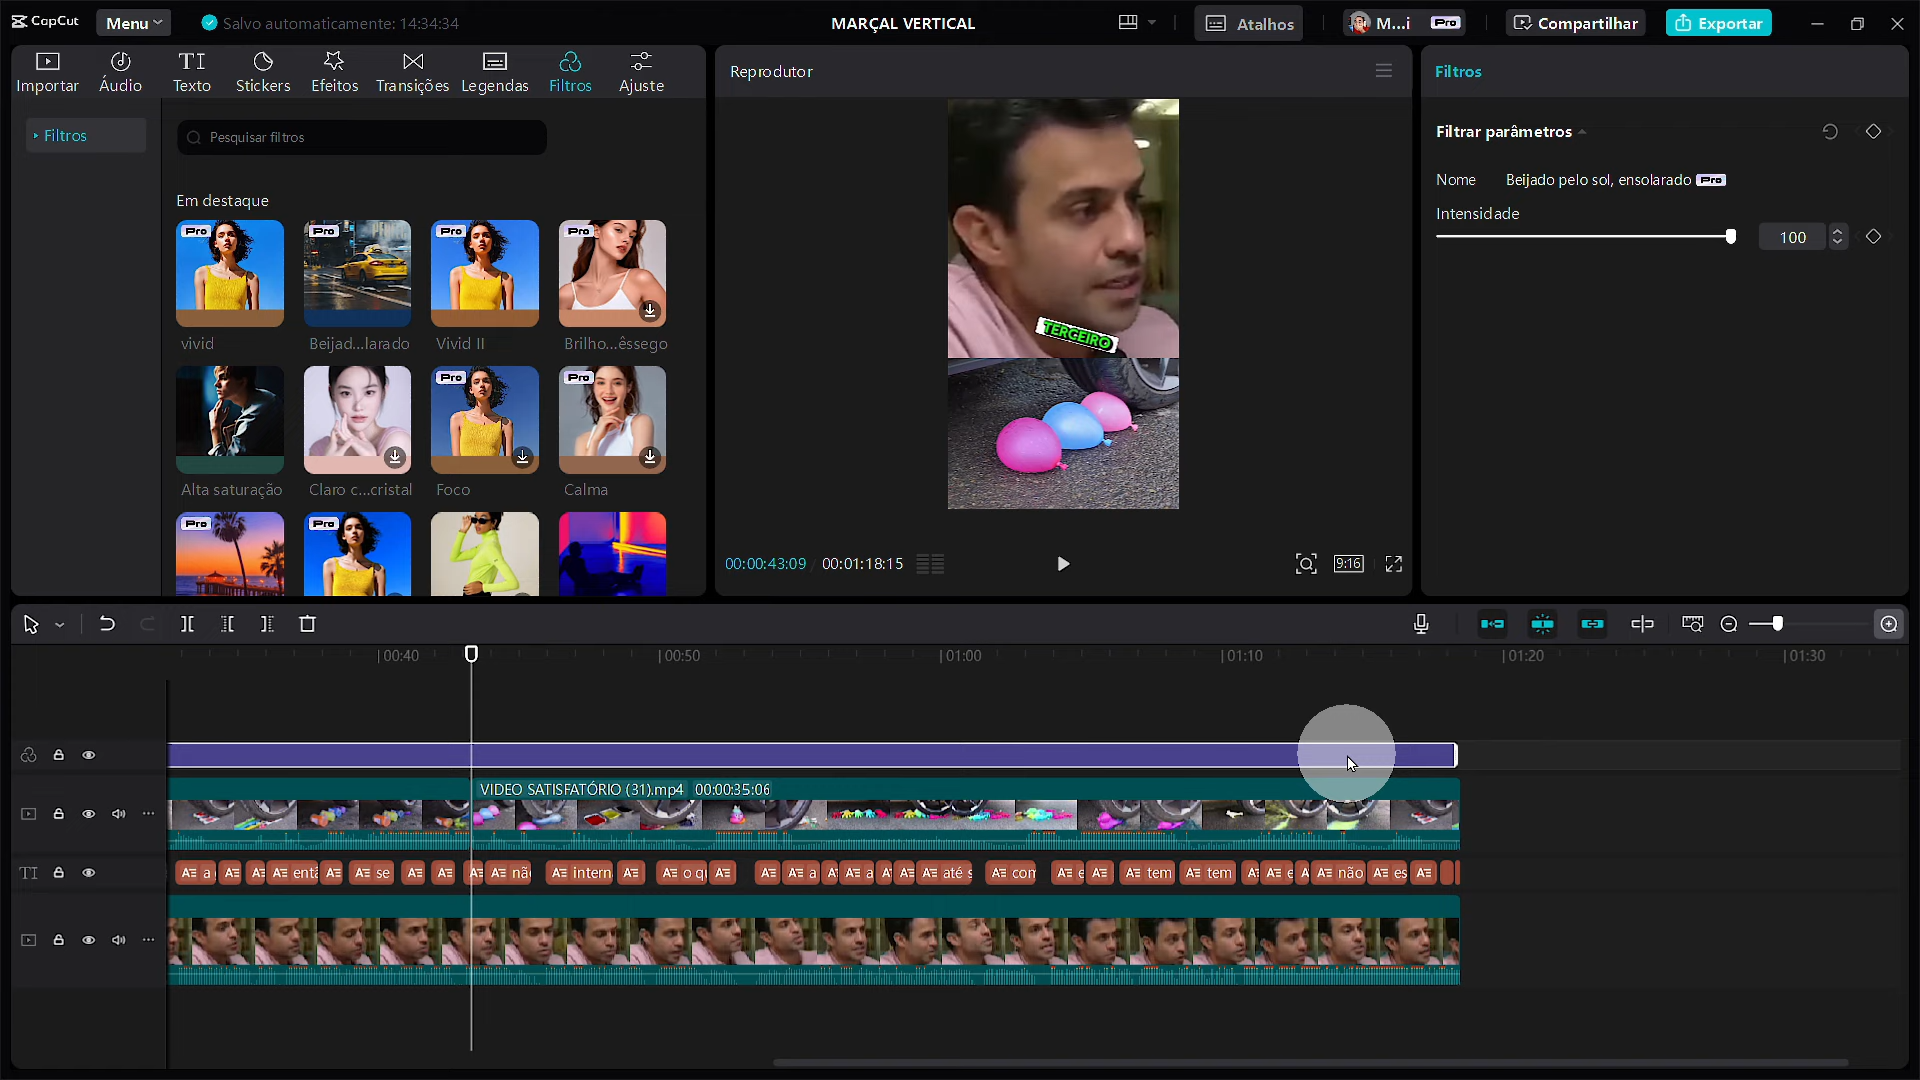 CapCut
Menu
Salvo automaticamente: 14:34:34
MARÇAL VERTICAL
Atalhos
M...i Pro
Compartilhar
Exportar
Importar
Áudio
Texto
Stickers
Efeitos
Transições
Legendas
Filtros
Ajuste
Filtros
Pesquisar filtros
Em destaque
Pro
Pro
Pro
Pro
vivid
Beijad...larado
Vivid II
Brilho...êssego
Pro
Pro
Alta saturação
Claro c...cristal
Foco
Calma
Pro
Pro
Reprodutor
TERCEIRO
00:00:43:09 / 00:01:18:15
9:16
Filtros
Filtrar parâmetros
Nome Beijado pelo sol, ensolarado Pro
Intensidade
100
00:40
00:50
01:00
01:10
01:20
01:30
VIDEO SATISFATÓRIO (31).mp4 00:00:35:06
TI
a
entã
se
não
intern
o qu
a
a
até s
con
e
tem
tem
e
não
es